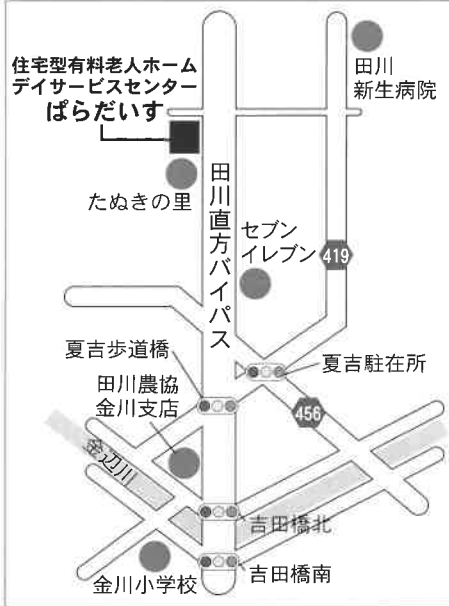 住宅型有料老人ホーム
デイサービスセンター
ぱらだいす
田川
新生病院
たぬきの里
田川直方バイパス
セブン
イレブン
419
夏吉歩道橋
夏吉駐在所
田川農協
金川支店
456
金辺川
吉田橋北
吉田橋南
金川小学校